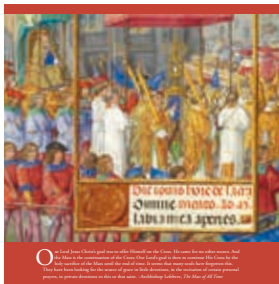 Our Lord Jesus Christ's goal was to offer Himself on the Cross. He came for no other reason. And
the Mass is the continuation of the Cross; Our Lord's goal is then to continue His Cross by the
holy sacrifice of the Mass until the end of time. It seems that many souls have forgotten this.
They have been looking for the source of grace in little devotions, in the recitation of certain personal
prayers, or private devotions to this or that saint. -Archbishop Lefebvre, The Mass of All Time